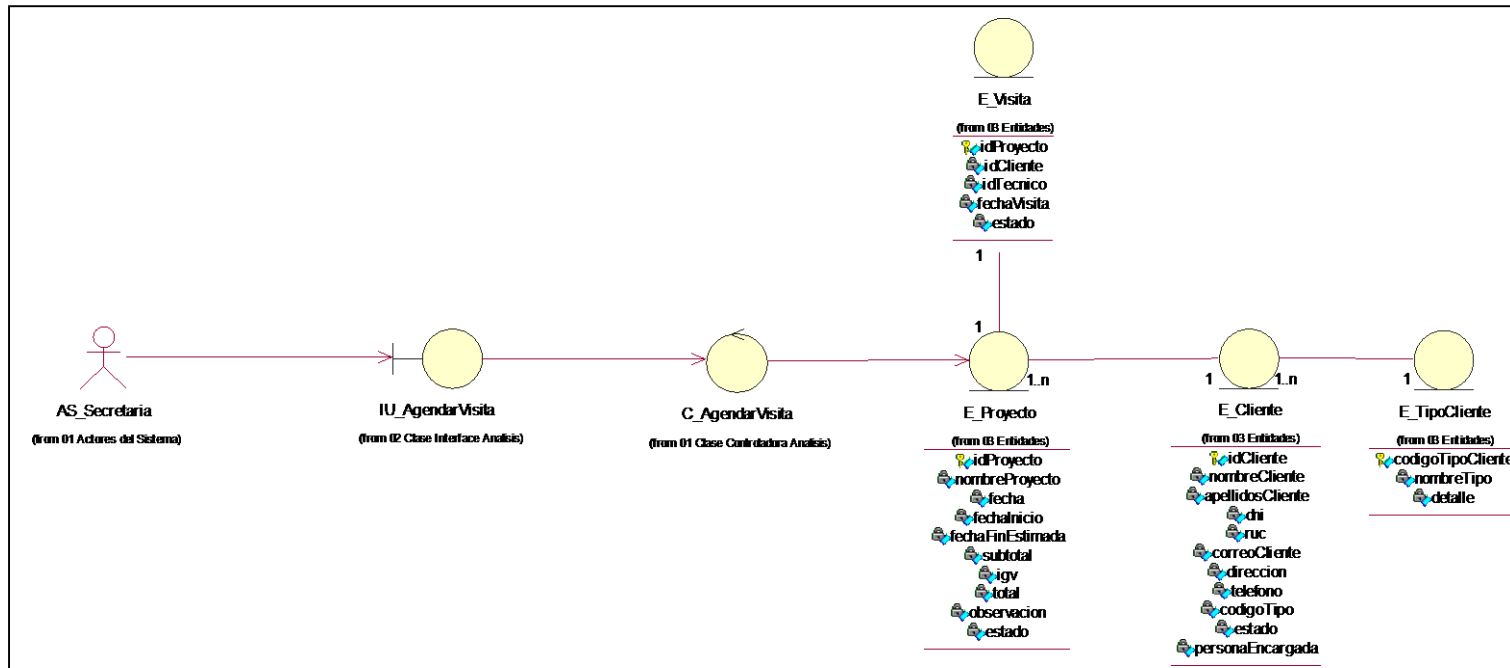 E_Visita
(from 03 Entidades)
idProyecto
idCliente
idTecnico
fechaVisita
estado
1
1
1..n
1
1..n
1
AS_Secretaria
(from 01 Actores del Sistema)
IU_AgendarVisita
(from 02 Clase Interface Analisis)
C_AgendarVisita
(from 01 Clase Controladora Analisis)
E_Proyecto
(from 03 Entidades)
idProyecto
nombreProyecto
fecha
fechaInicio
fechaFinEstimada
subtotal
igv
total
observacion
estado
E_Cliente
(from 03 Entidades)
idCliente
nombreCliente
apellidosCliente
dni
ruc
correoCliente
direccion
telefono
codigoTipo
estado
personaEncargada
E_TipoCliente
(from 03 Entidades)
codigoTipoCliente
nombreTipo
detalle